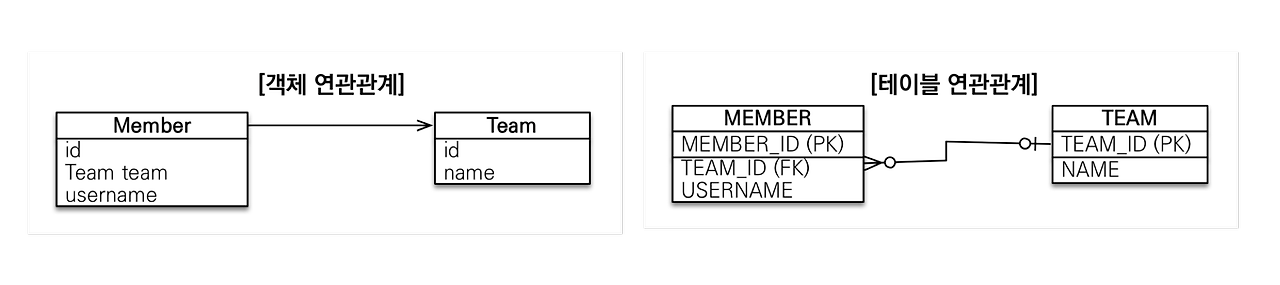 [객체 연관관계]
Member
id
Team team
username
Team
id
name
[테이블 연관관계]
MEMBER
MEMBER_ID (PK)
TEAM_ID (FK)
USERNAME
TEAM
TEAM_ID (PK)
NAME